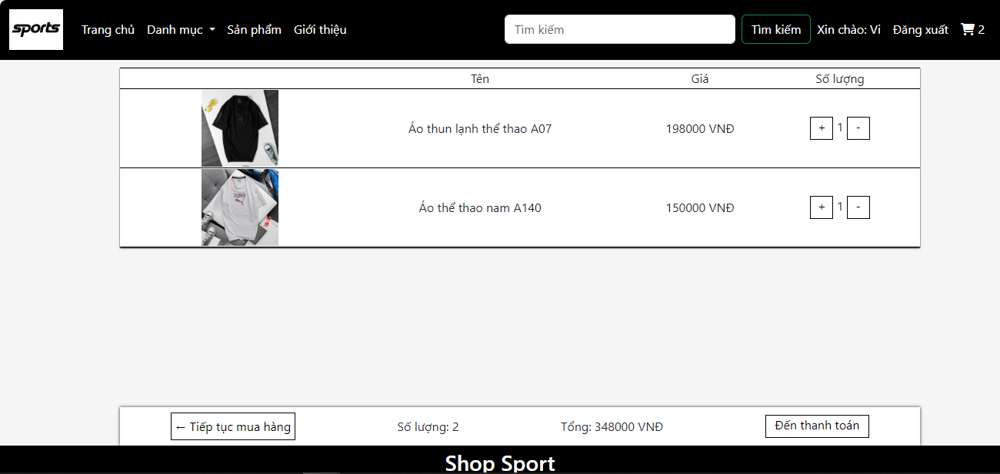 sports
Trang chủ Danh mục Sản phẩm Giới thiệu Tìm kiếm Tìm kiếm Xin chào: Vi Đăng xuất 2
Tên Giá Số lượng
Áo thun lạnh thể thao A07 198000 VNĐ + 1 -
PUMA
Áo thể thao nam A140 150000 VNĐ + 1 -
← Tiếp tục mua hàng Số lượng: 2 Tổng: 348000 VNĐ Đến thanh toán
Shop Sport